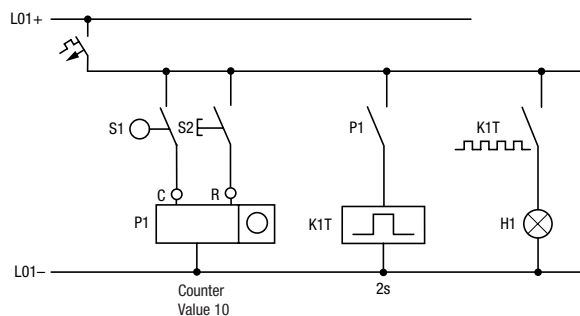 L01+
S1
S2
P1
K1T
C
R
P1
K1T
H1
L01–
Counter
Value 10
2s